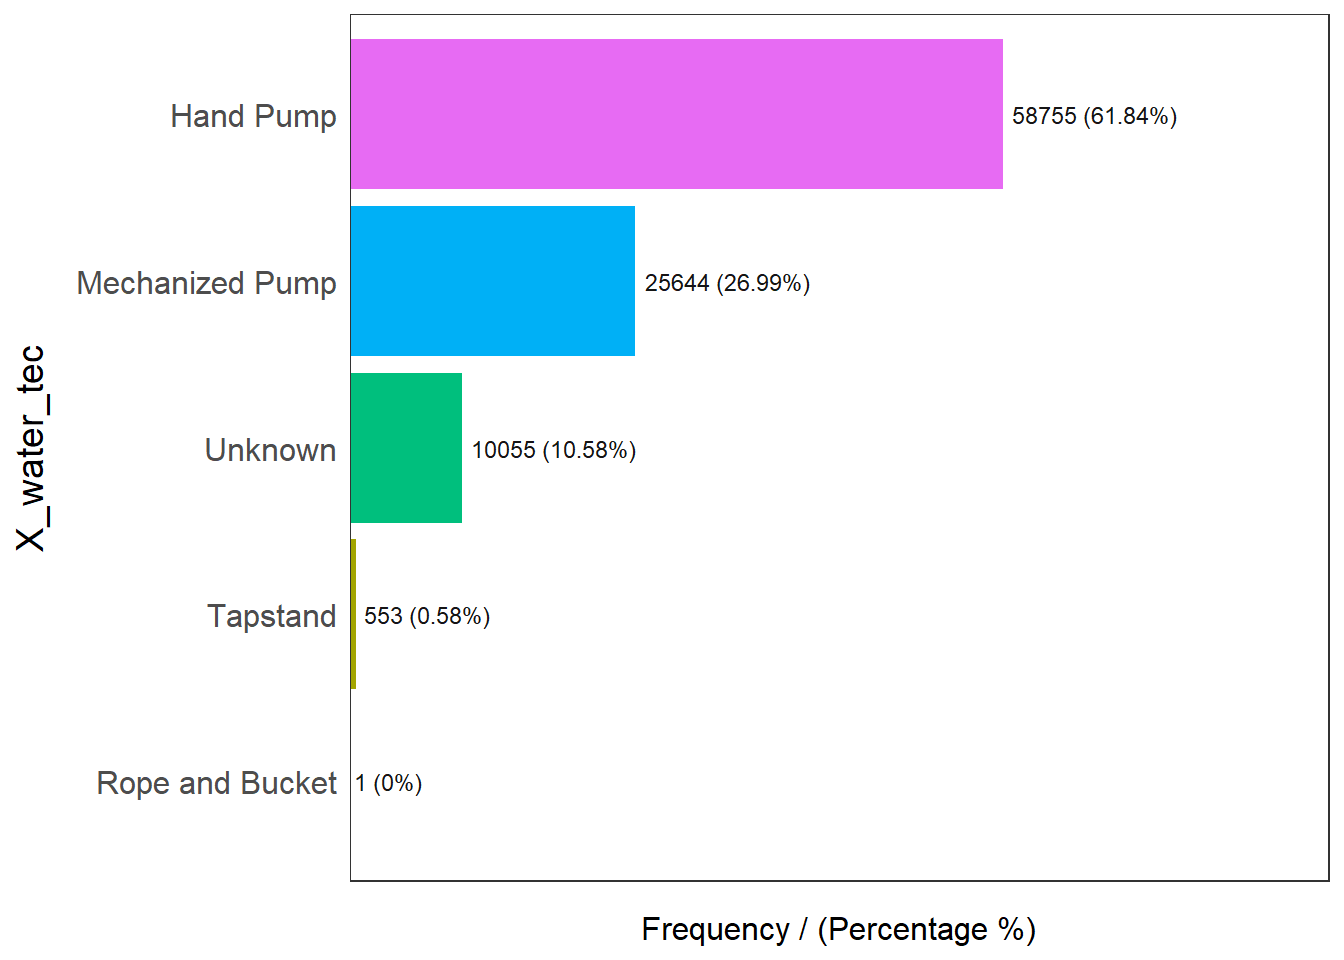 Hand Pump
58755 (61.84%)
Mechanized Pump
25644 (26.99%)
Unknown
10055 (10.58%)
Tapstand
553 (0.58%)
Rope and Bucket
1 (0%)
X_water_tec
Frequency / (Percentage %)